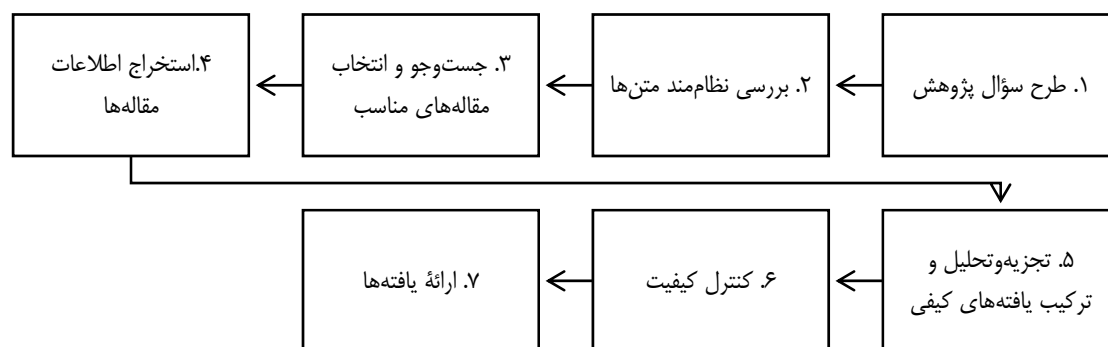 ۱. طرح سؤال پژوهش
۲. بررسی نظام‌مند متن‌ها
۳. جست‌وجو و انتخاب
مقاله‌های مناسب
۴.استخراج اطلاعات
مقاله‌ها
۵. تجزیه‌وتحلیل و
ترکیب یافته‌های کیفی
۶. کنترل کیفیت
۷. ارائۀ یافته‌ها